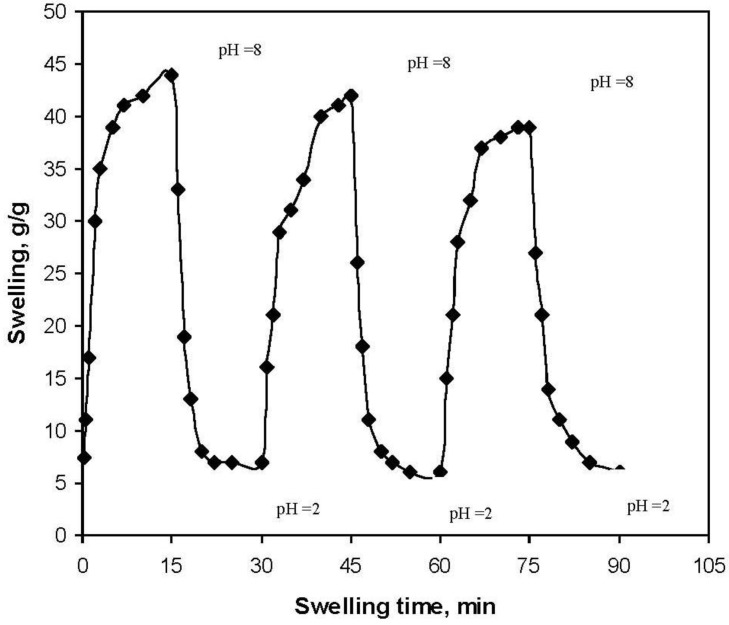 50
pH =8
45
pH =8
pH =8
40
35
30
25
20
15
10
5
pH =2
pH =2
pH =2
0
0 15 30 45 60 75 90 105
Swelling, g/g
Swelling time, min